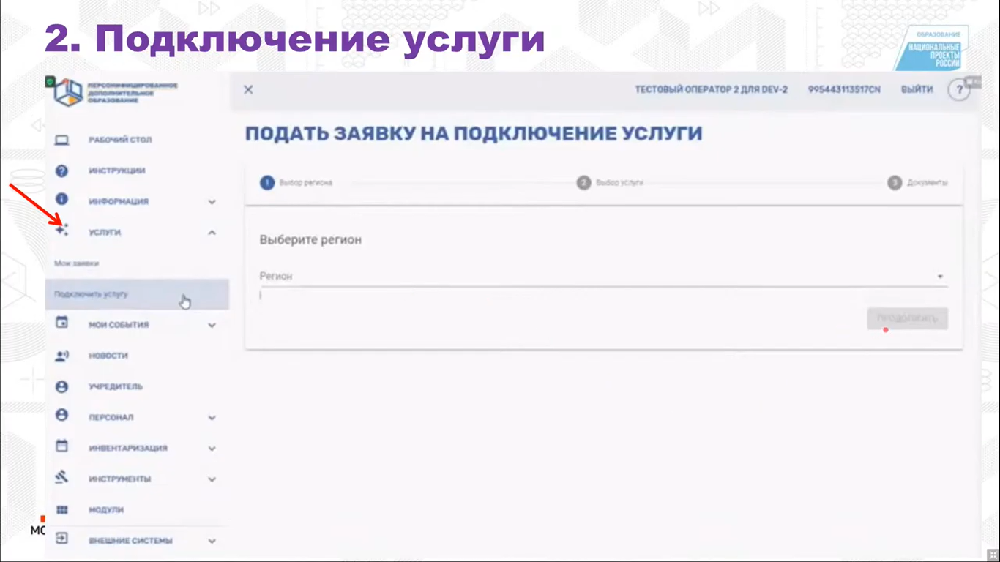 2. Подключение услуги
ОБРАЗОВАНИЕ
НАЦИОНАЛЬНЫЕ
ПРОЕКТЫ
РОССИИ
ПЕРСОНИФИЦИРОВАННОЕ
ДОПОЛНИТЕЛЬНОЕ
ОБРАЗОВАНИЕ
ТЕСТОВЫЙ ОПЕРАТОР 2 ДЛЯ DEV-2
995443113517CN
ВЫЙТИ
?
РАБОЧИЙ СТОЛ
ИНСТРУКЦИИ
ИНФОРМАЦИЯ
УСЛУГИ
Мои заявки
Подключить услугу
МОИ СОБЫТИЯ
НОВОСТИ
УЧРЕДИТЕЛЬ
ПЕРСОНАЛ
ИНВЕНТАРИЗАЦИЯ
ИНСТРУМЕНТЫ
МОДУЛИ
ВНЕШНИЕ СИСТЕМЫ
ПОДАТЬ ЗАЯВКУ НА ПОДКЛЮЧЕНИЕ УСЛУГИ
1 Выбор региона
2 Выбор услуги
3 Документы
Выберите регион
Регион
ПРОДОЛЖИТЬ